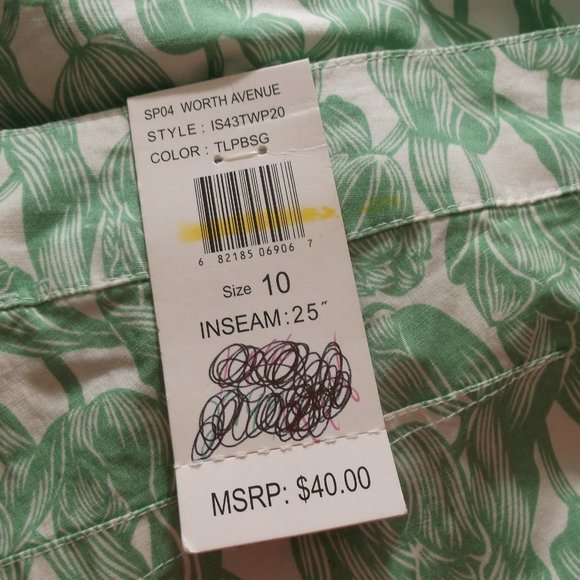 SP04 WORTH AVENUE
STYLE : IS43TWP20
COLOR : TLPBSG
6 82185 06906 7
Size 10
INSEAM: 25"
MSRP: $40.00